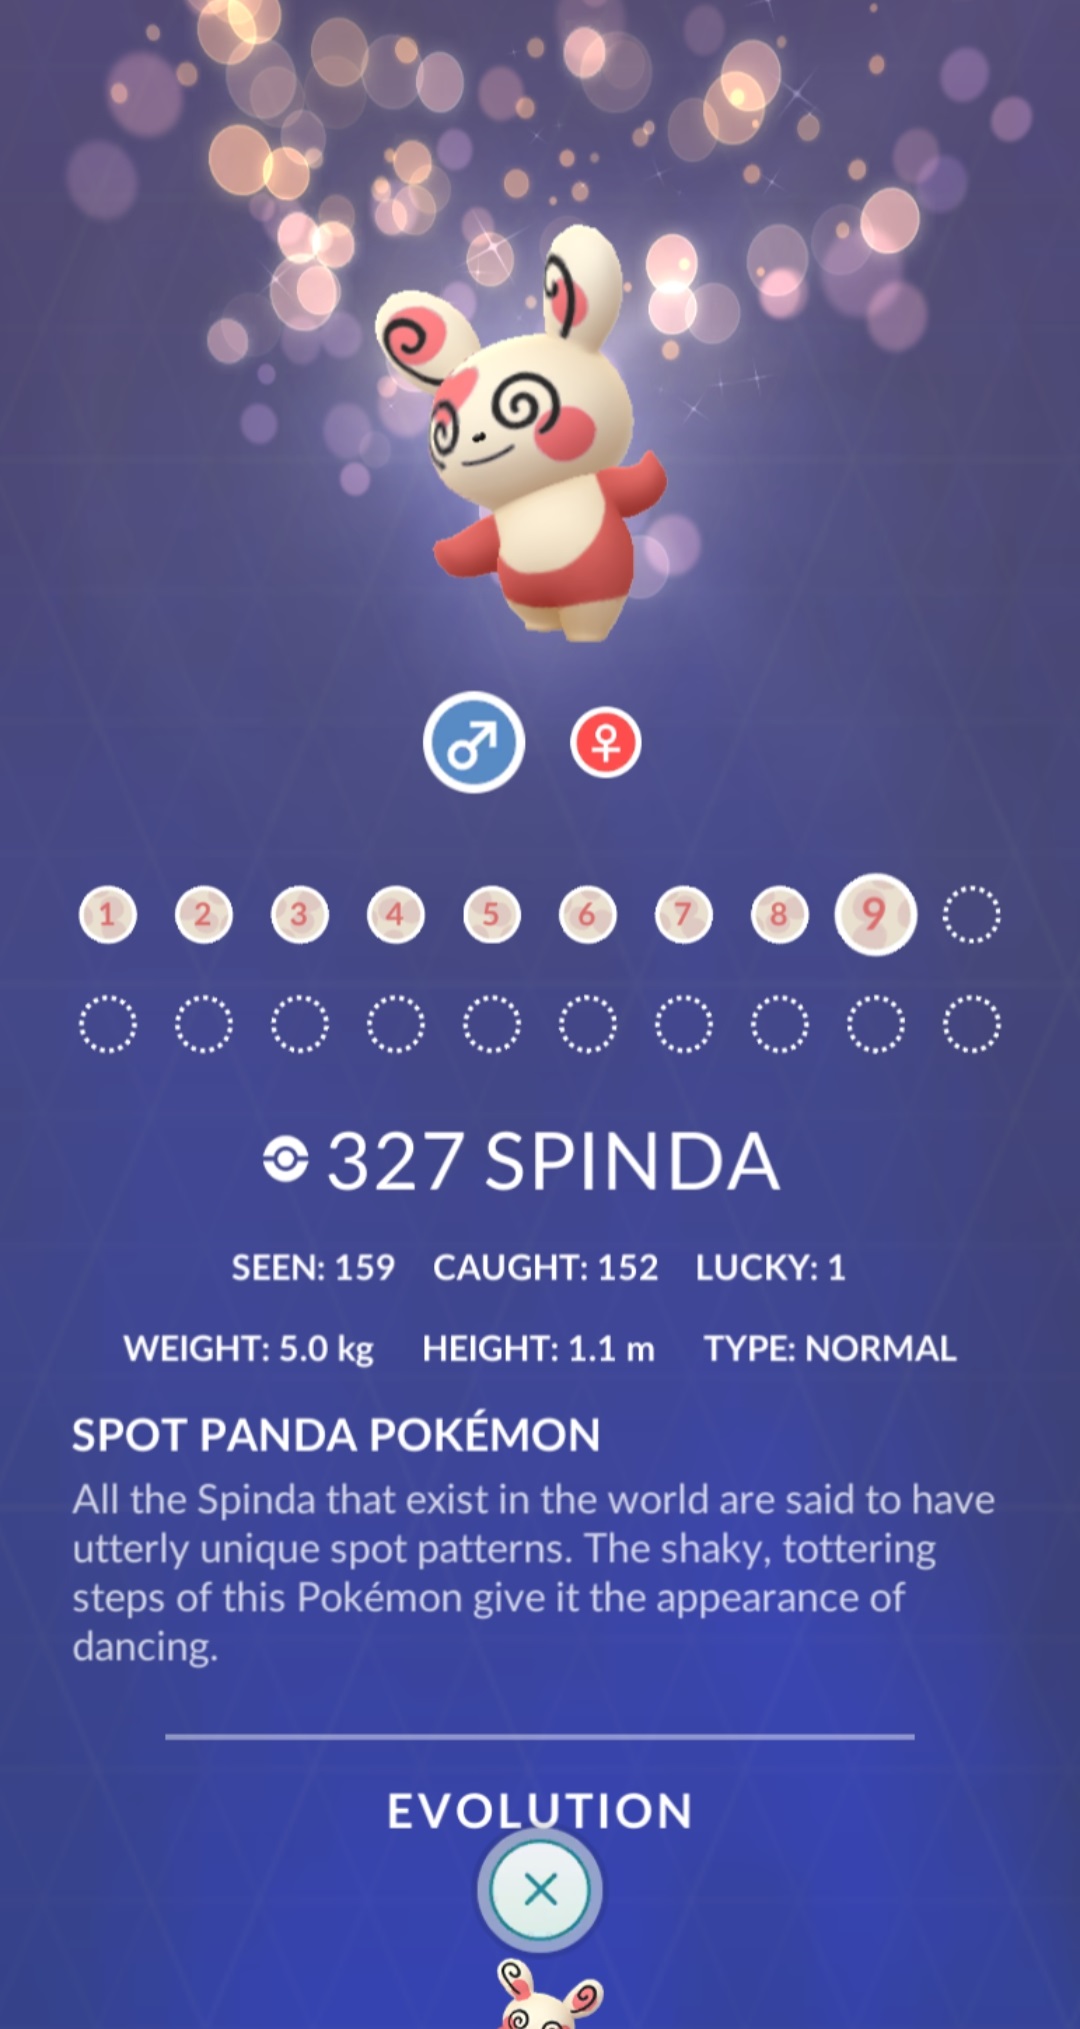 1 2 3 4 5 6 7 8 9
327 SPINDA
SEEN: 159 CAUGHT: 152 LUCKY: 1
WEIGHT: 5.0 kg HEIGHT: 1.1 m TYPE: NORMAL
SPOT PANDA POKÉMON
All the Spinda that exist in the world are said to have
utterly unique spot patterns. The shaky, tottering
steps of this Pokémon give it the appearance of
dancing.
EVOLUTION